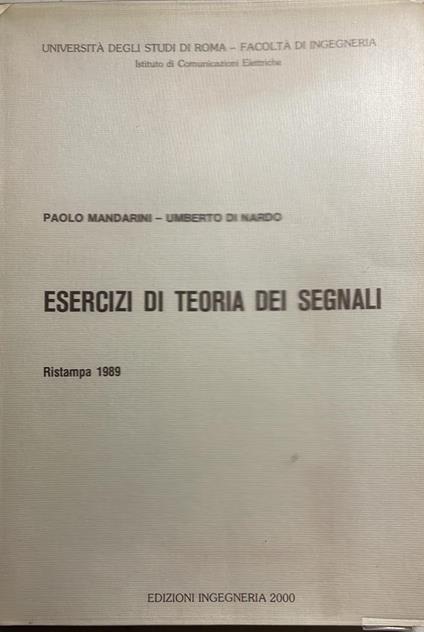 UNIVERSITÀ DEGLI STUDI DI ROMA – FACOLTÀ DI INGEGNERIA
Istituto di Comunicazioni Elettriche
PAOLO MANDARINI – UMBERTO DI NARDO
ESERCIZI DI TEORIA DEI SEGNALI
Ristampa 1989
EDIZIONI INGEGNERIA 2000